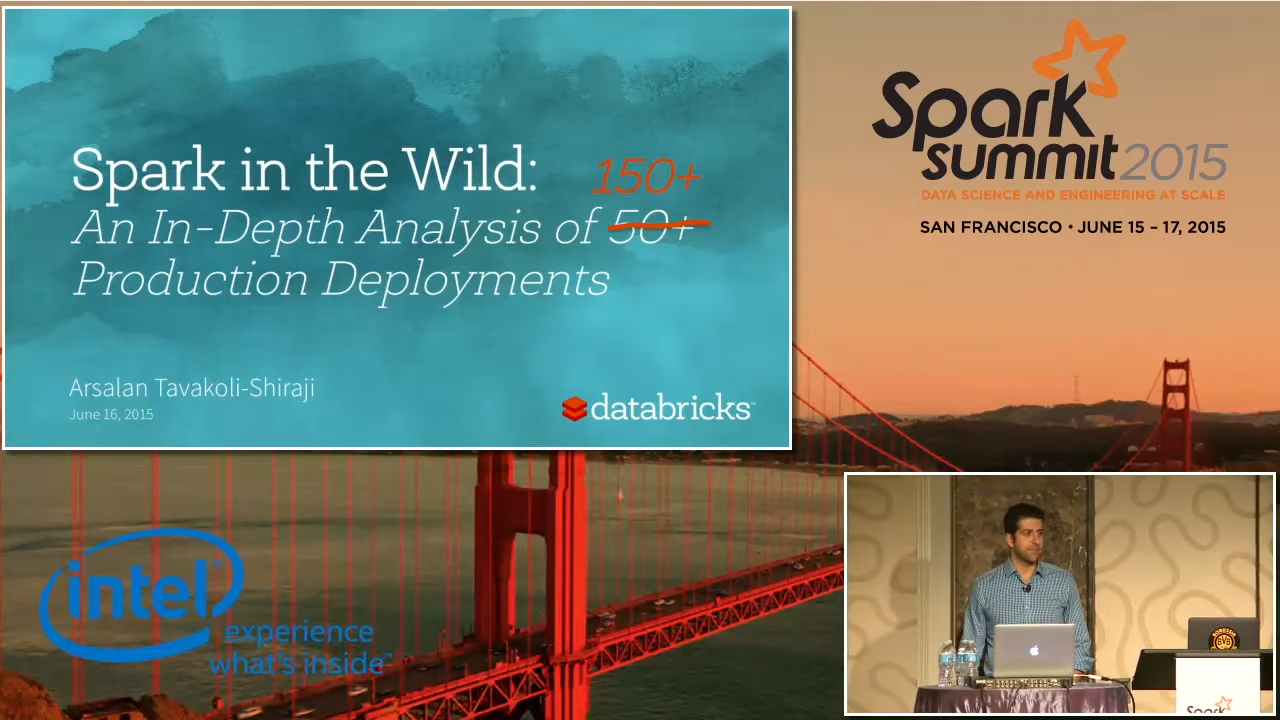 Spark in the Wild:
150+
An In-Depth Analysis of 50+
Production Deployments
Arsalan Tavakoli-Shiraji
June 16, 2015
databricks
Spark
summit 2015
DATA SCIENCE AND ENGINEERING AT SCALE
SAN FRANCISCO • JUNE 15 – 17, 2015
intel
experience
what's inside™
Spark